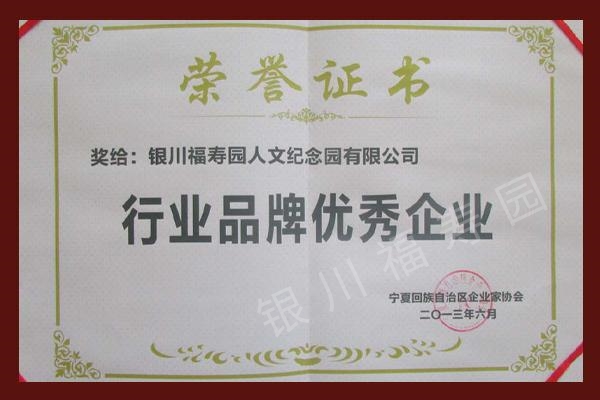 荣誉证书
奖给：银川福寿园人文纪念园有限公司
行业品牌优秀企业
宁夏回族自治区企业家协会
二〇一三年六月
银川福寿园